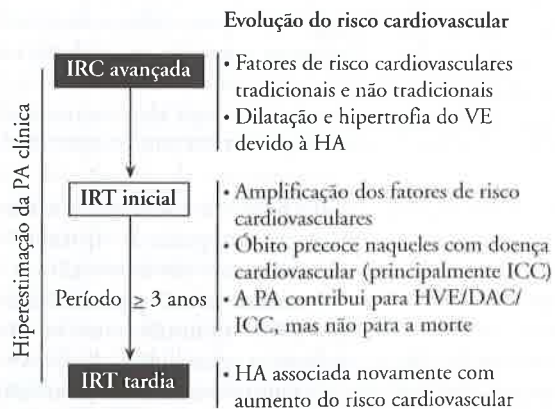 Evolução do risco cardiovascular
Hiperestimação da PA clínica
IRC avançada
• Fatores de risco cardiovasculares
tradicionais e não tradicionais
• Dilatação e hipertrofia do VE
devido à HA
IRT inicial
• Amplificação dos fatores de risco
cardiovasculares
• Óbito precoce naqueles com doença
cardiovascular (principalmente ICC)
Período ≥ 3 anos
• A PA contribui para HVE/DAC/
ICC, mas não para a morte
IRT tardia
• HA associada novamente com
aumento do risco cardiovascular